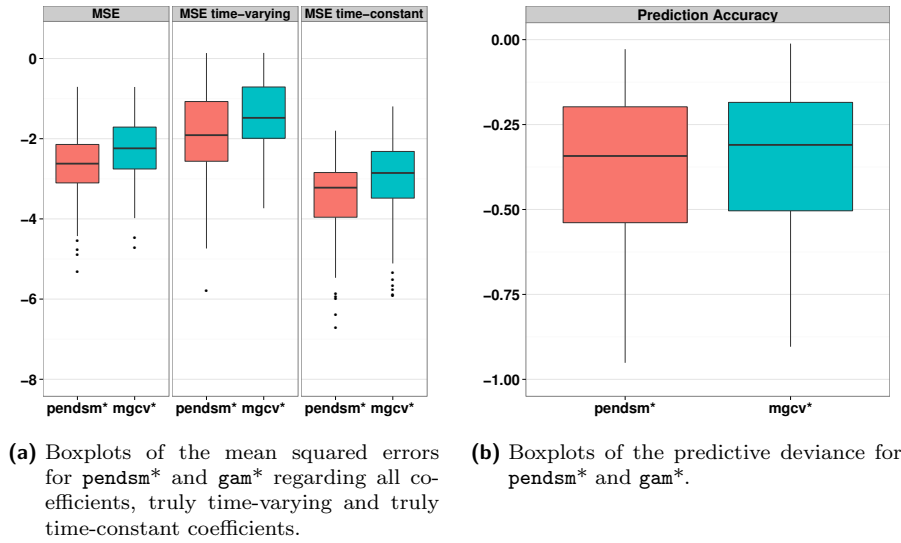 MSE MSE time-varying MSE time-constant
0
−2
−4
−6
−8
pendsm* mgcv* pendsm* mgcv* pendsm* mgcv*
Prediction Accuracy
0.00
−0.25
−0.50
−0.75
−1.00
pendsm* mgcv*
(a) Boxplots of the mean squared errors
for pendsm* and gam* regarding all co-
efficients, truly time-varying and truly
time-constant coefficients.
(b) Boxplots of the predictive deviance for
pendsm* and gam*.